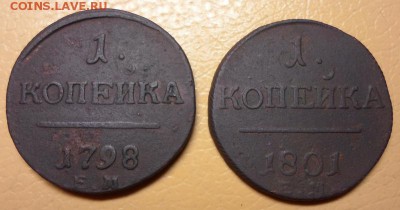 COINS.LAVE.RU
1.
КОПЕЙКА
1798
Е.М
1.
КОПЕЙКА
1801
Е.М